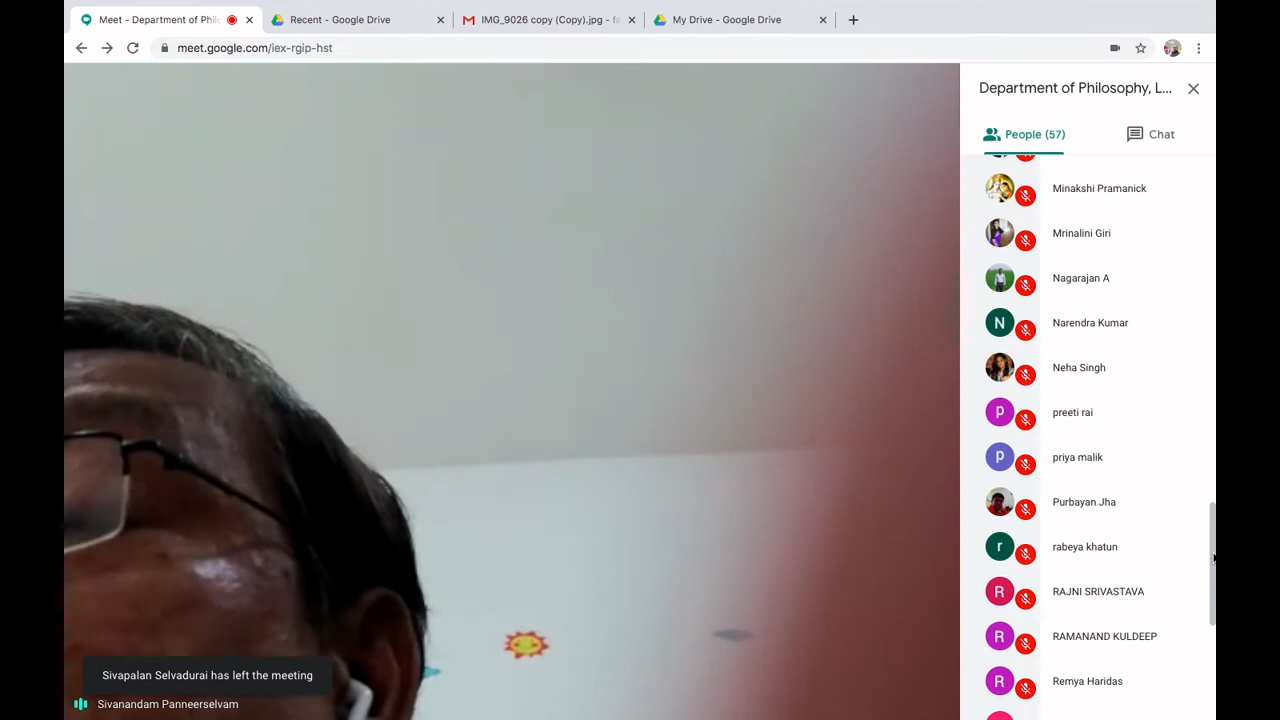 Meet - Department of Phil
Recent - Google Drive
IMG_9026 copy (Copy).jpg - fa
My Drive - Google Drive
meet.google.com/iex-rgip-hst
Department of Philosophy, L...
People (57)
Chat
Minakshi Pramanick
Mrinalini Giri
Nagarajan A
N
Narendra Kumar
Neha Singh
p
preeti rai
p
priya malik
Purbayan Jha
r
rabeya khatun
R
RAJNI SRIVASTAVA
R
RAMANAND KULDEEP
R
Remya Haridas
Sivapalan Selvadurai has left the meeting
Sivanandam Panneerselvam